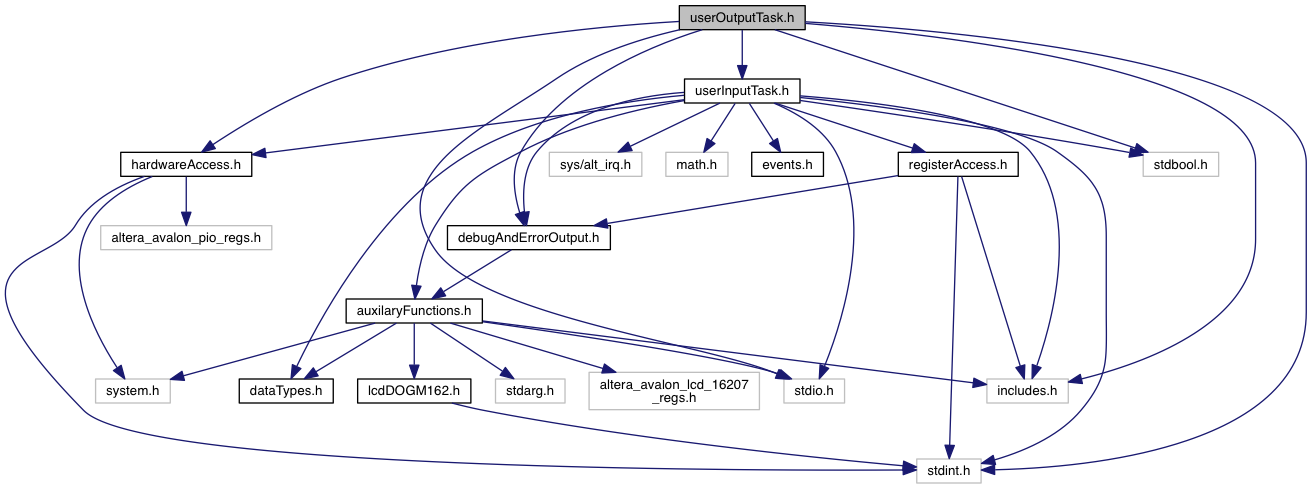 userOutputTask.h
userInputTask.h
hardwareAccess.h
sys/alt_irq.h
math.h
events.h
registerAccess.h
stdbool.h
altera_avalon_pio_regs.h
debugAndErrorOutput.h
auxilaryFunctions.h
system.h
dataTypes.h
lcdDOGM162.h
stdarg.h
altera_avalon_lcd_16207
_regs.h
stdio.h
includes.h
stdint.h